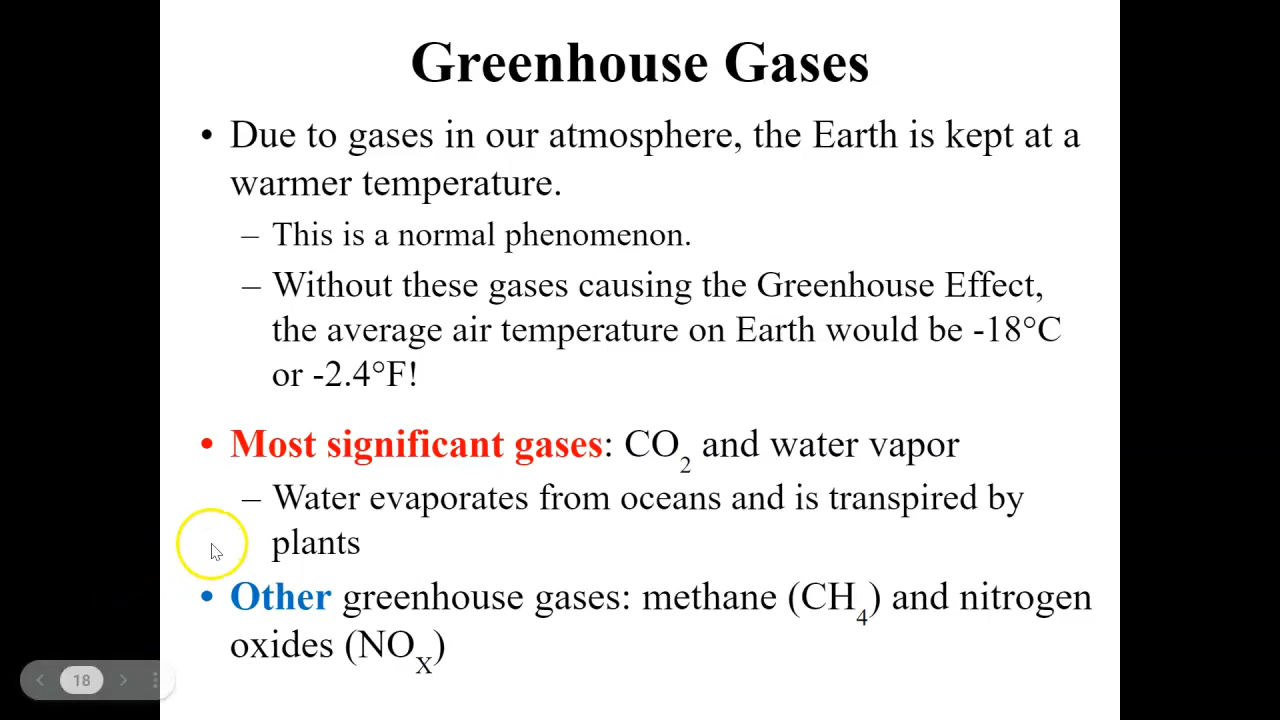 Greenhouse Gases
• Due to gases in our atmosphere, the Earth is kept at a
warmer temperature.
– This is a normal phenomenon.
– Without these gases causing the Greenhouse Effect,
the average air temperature on Earth would be -18°C
or -2.4°F!
• Most significant gases: CO₂ and water vapor
– Water evaporates from oceans and is transpired by
plants
• Other greenhouse gases: methane (CH₄) and nitrogen
oxides (NOX)
18